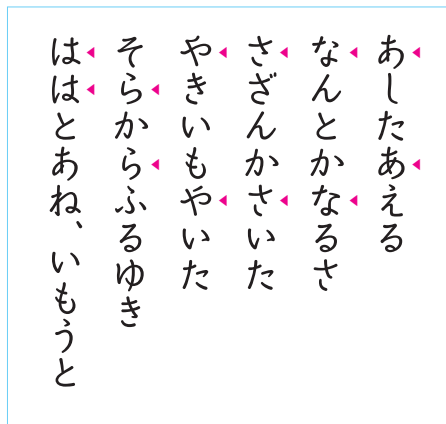 あしたあえる
なんとかなるさ
さざんかさいた
やきいもやいた
そらからふるゆき
ははとあね、いもうと